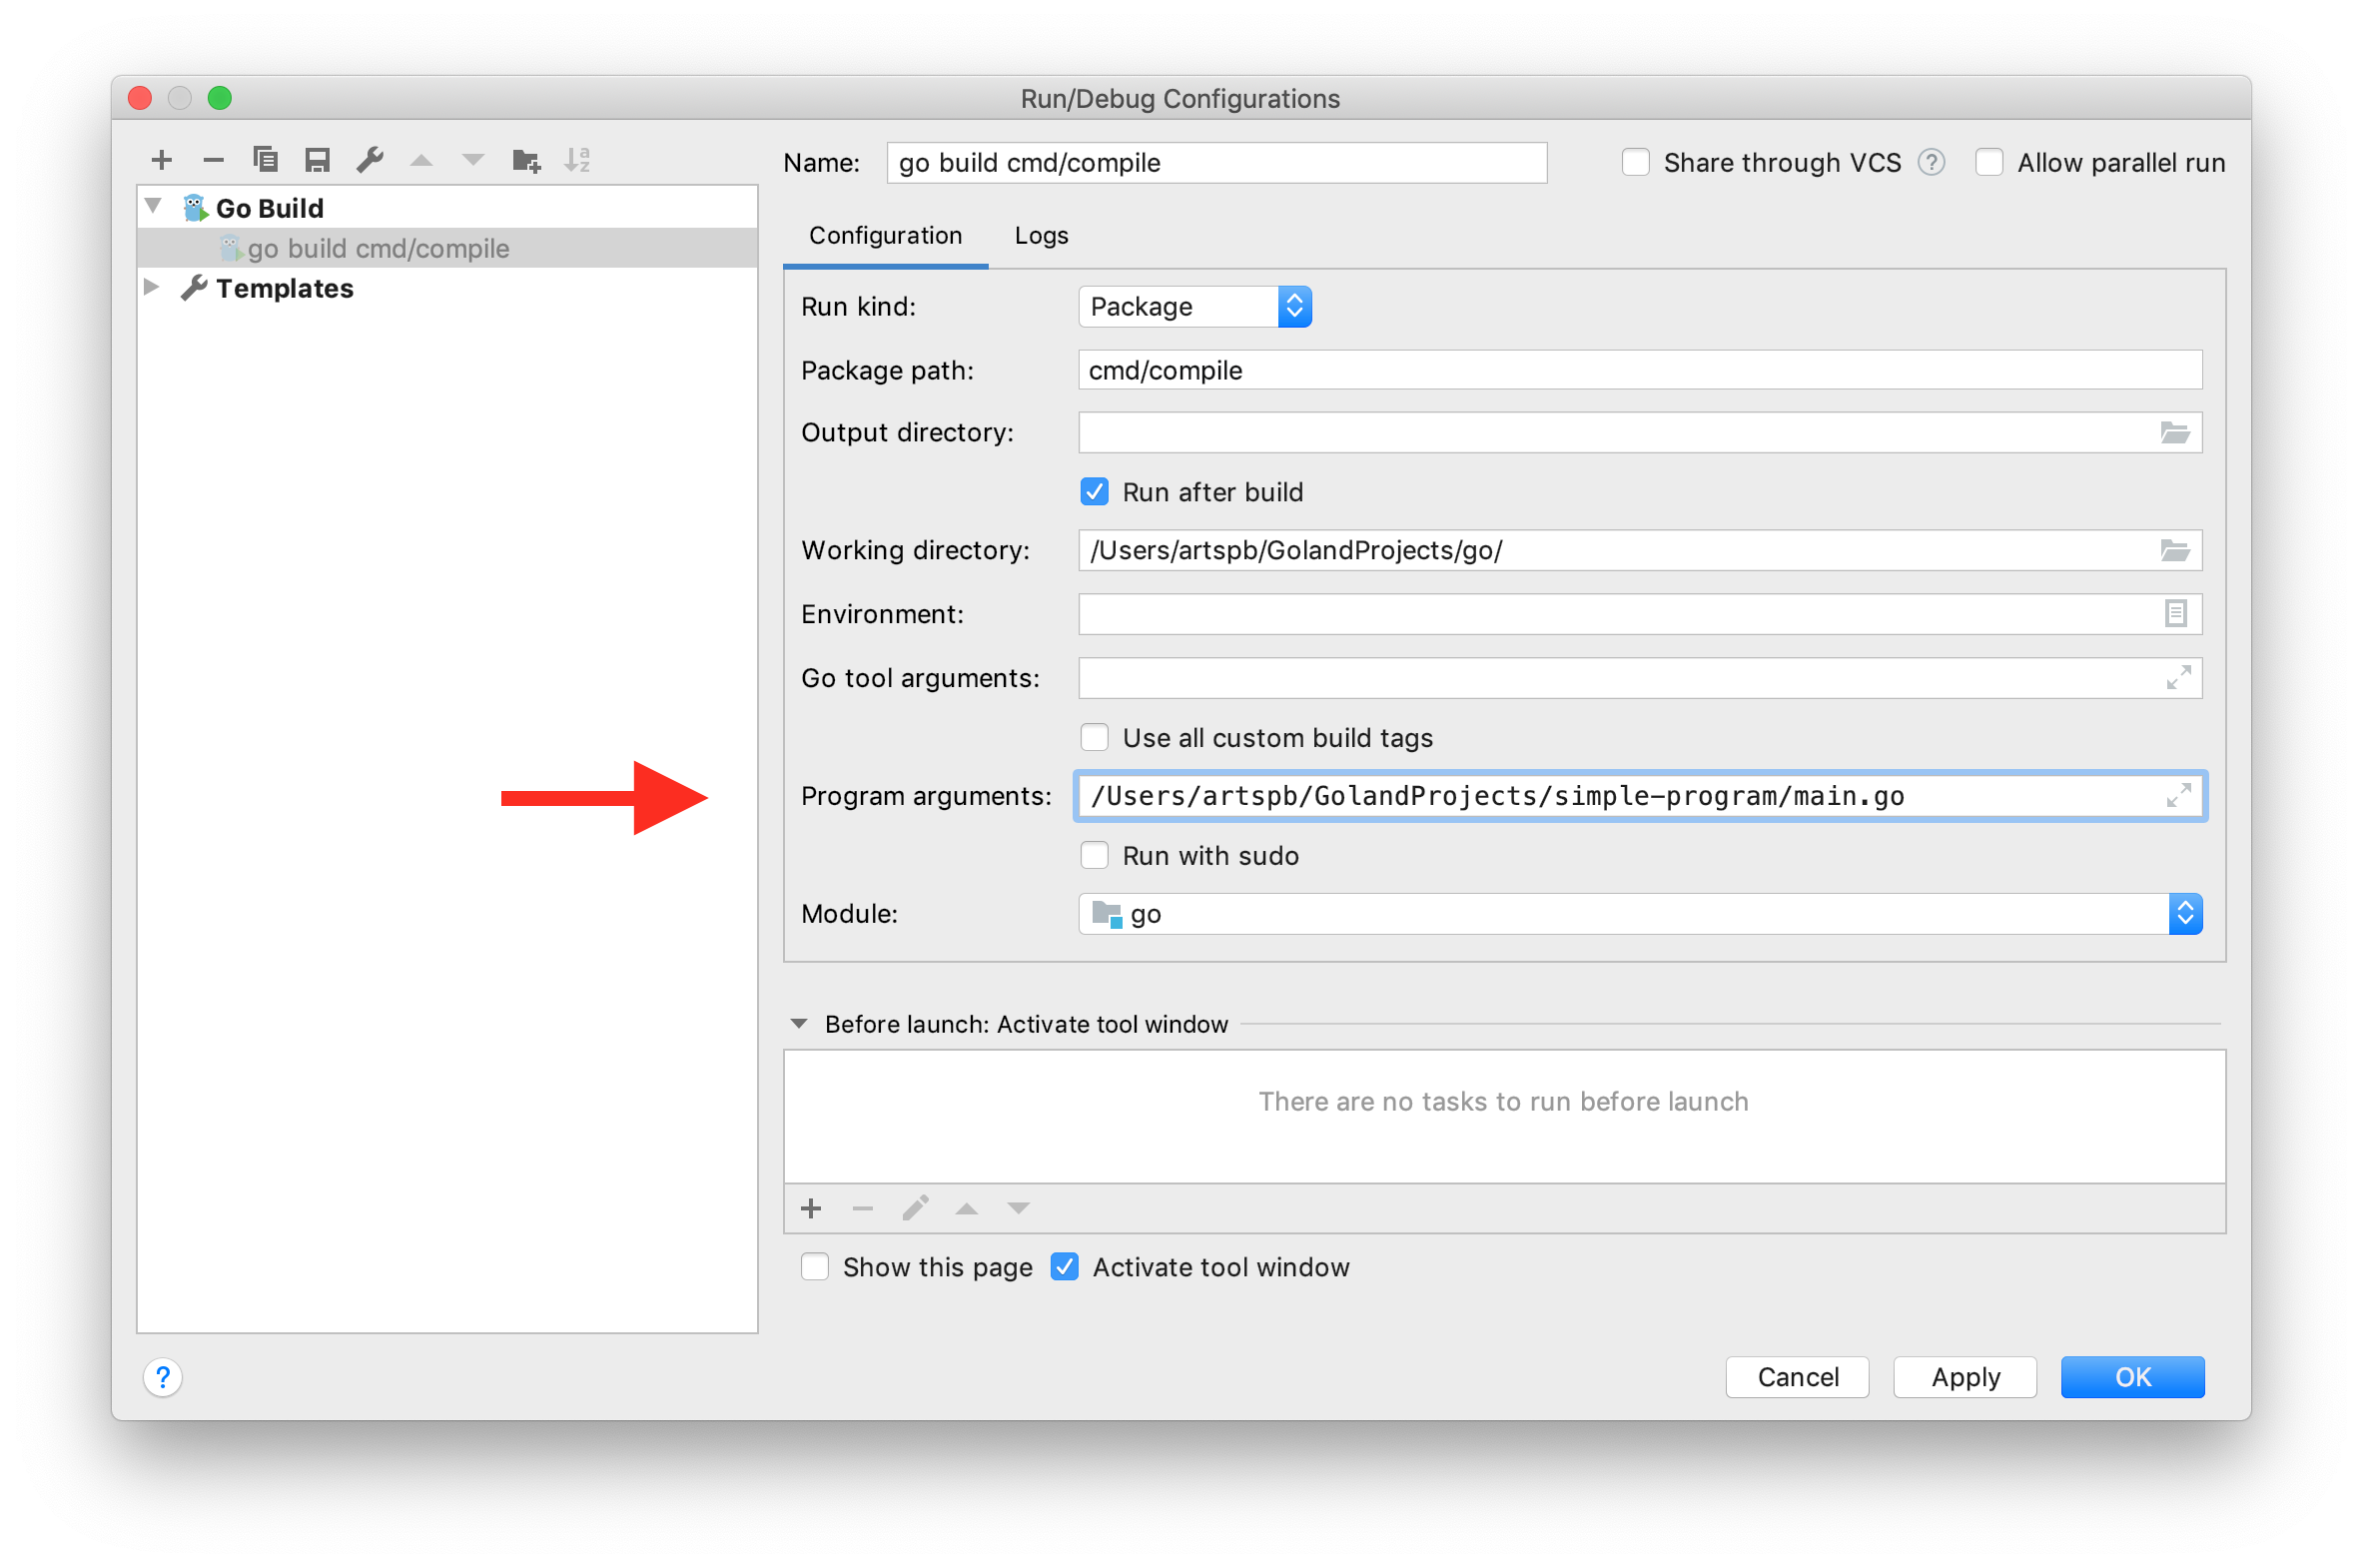 Run/Debug Configurations
Name: go build cmd/compile Share through VCS ? Allow parallel run
Go Build
go build cmd/compile
Templates
Configuration Logs
Run kind: Package
Package path: cmd/compile
Output directory:
Run after build
Working directory: /Users/artspb/GolandProjects/go/
Environment:
Go tool arguments:
Use all custom build tags
Program arguments: /Users/artspb/GolandProjects/simple-program/main.go
Run with sudo
Module: go
Before launch: Activate tool window
There are no tasks to run before launch
Show this page Activate tool window
? Cancel Apply OK